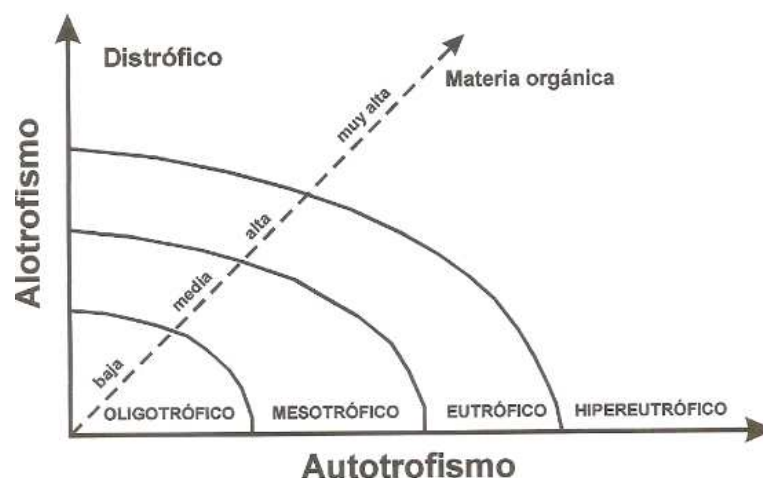 Distrófico
Materia orgánica
muy alta
alta
media
baja
Alotrofismo
OLIGOTRÓFICO
MESOTRÓFICO
EUTRÓFICO
HIPEREUTRÓFICO
Autotrofismo